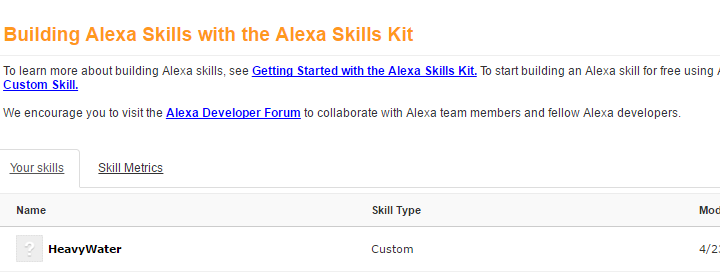 Building Alexa Skills with the Alexa Skills Kit
To learn more about building Alexa skills, see Getting Started with the Alexa Skills Kit. To start building an Alexa skill for free using
Custom Skill.
We encourage you to visit the Alexa Developer Forum to collaborate with Alexa team members and fellow Alexa developers.
Your skills Skill Metrics
Name Skill Type
? HeavyWater Custom